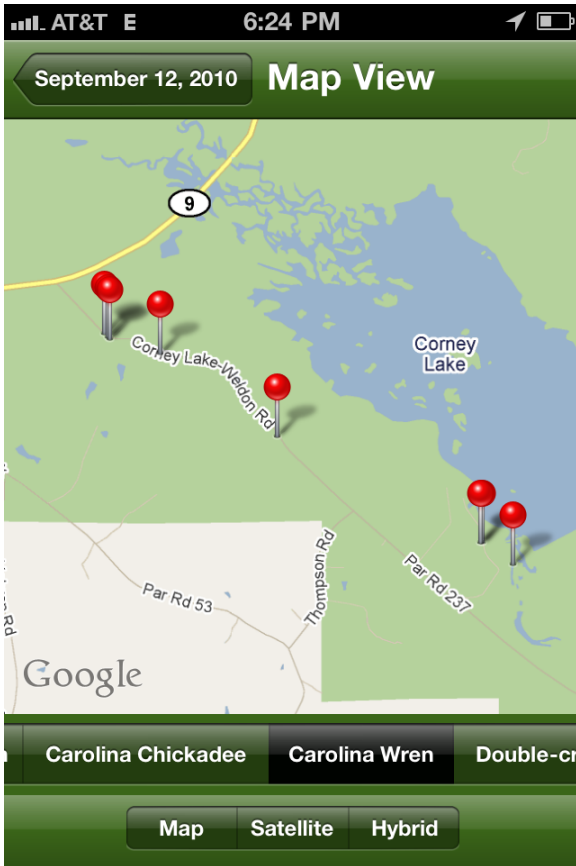 AT&T E 6:24 PM
September 12, 2010 Map View
9
Corney
Lake
Corney Lake-Weldon Rd
Thompson Rd
Par Rd 237
Par Rd 53
Rd
Google
Carolina Chickadee Carolina Wren Double-cr
Map Satellite Hybrid